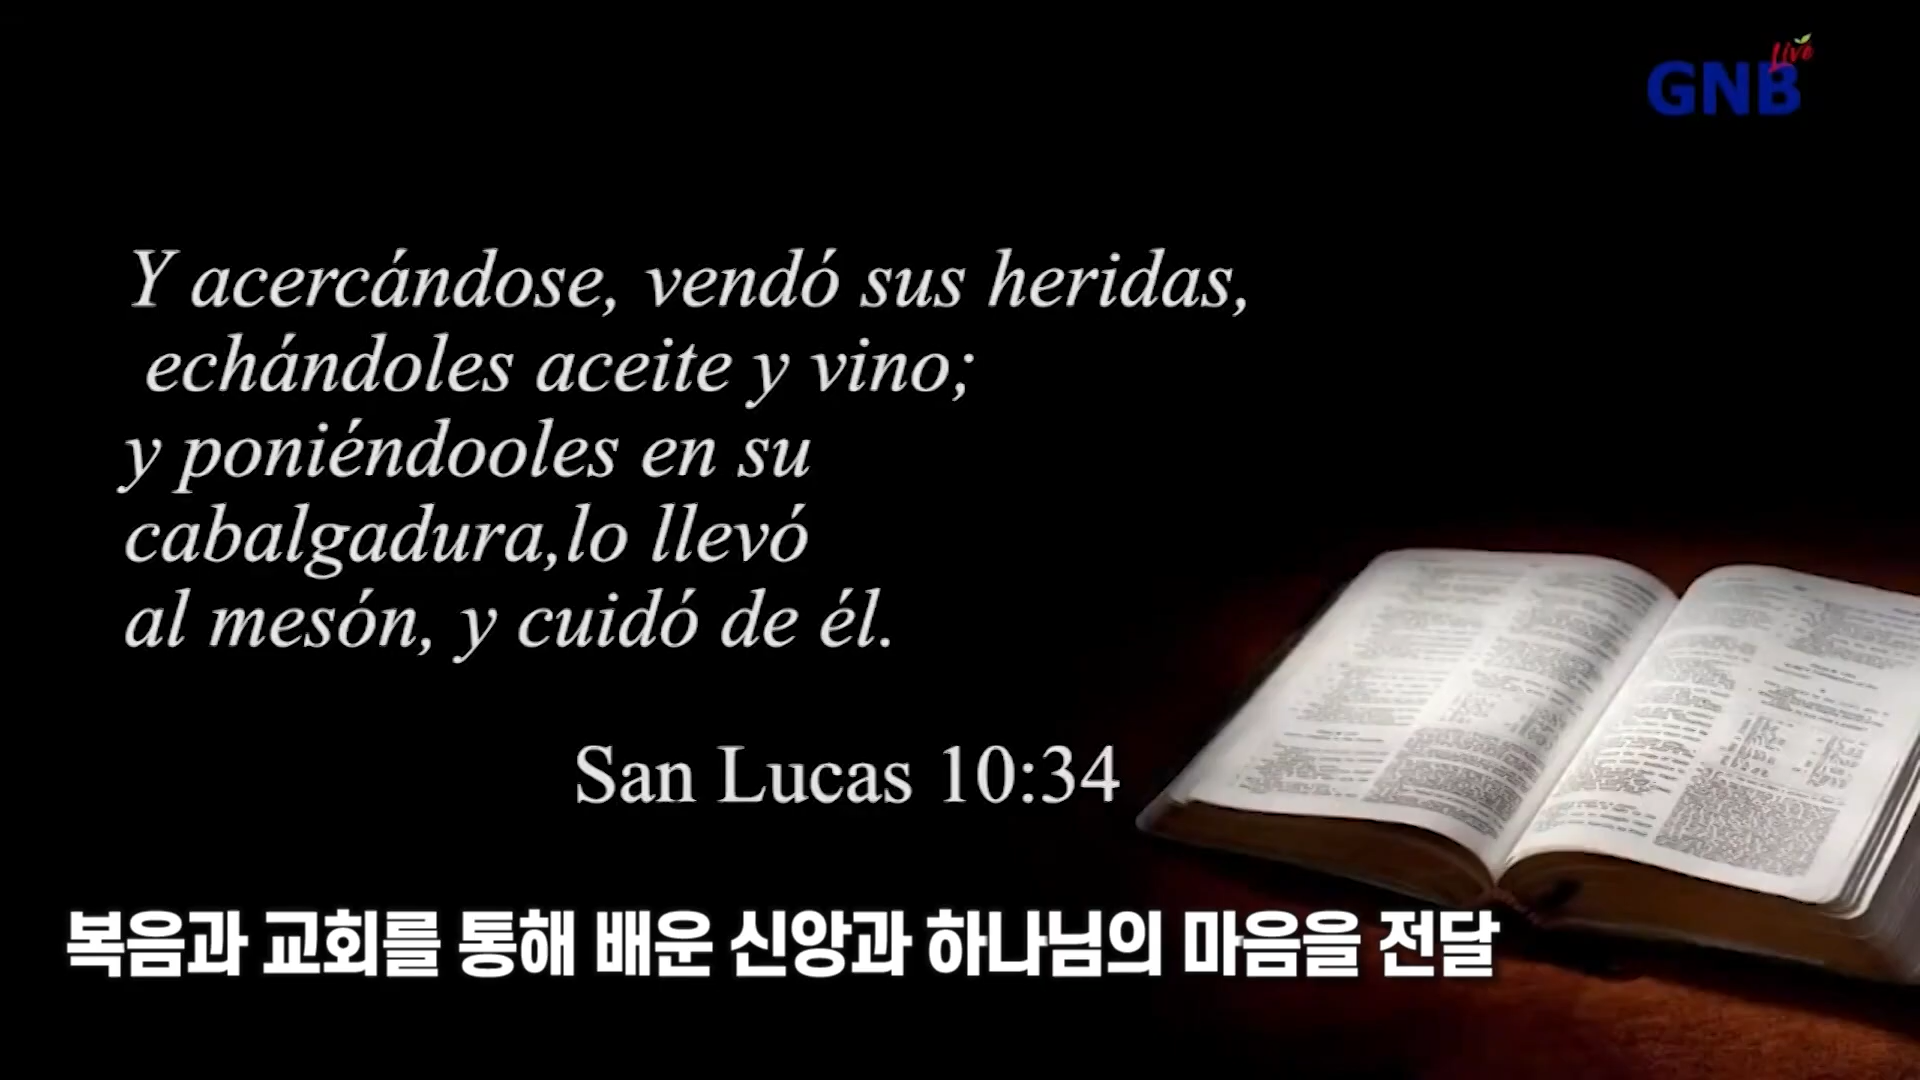 Live
GNB
Y acercándose, vendó sus heridas,
echándoles aceite y vino;
y poniéndooles en su
cabalgadura,lo llevó
al mesón, y cuidó de él.
San Lucas 10:34
복음과 교회를 통해 배운 신앙과 하나님의 마음을 전달